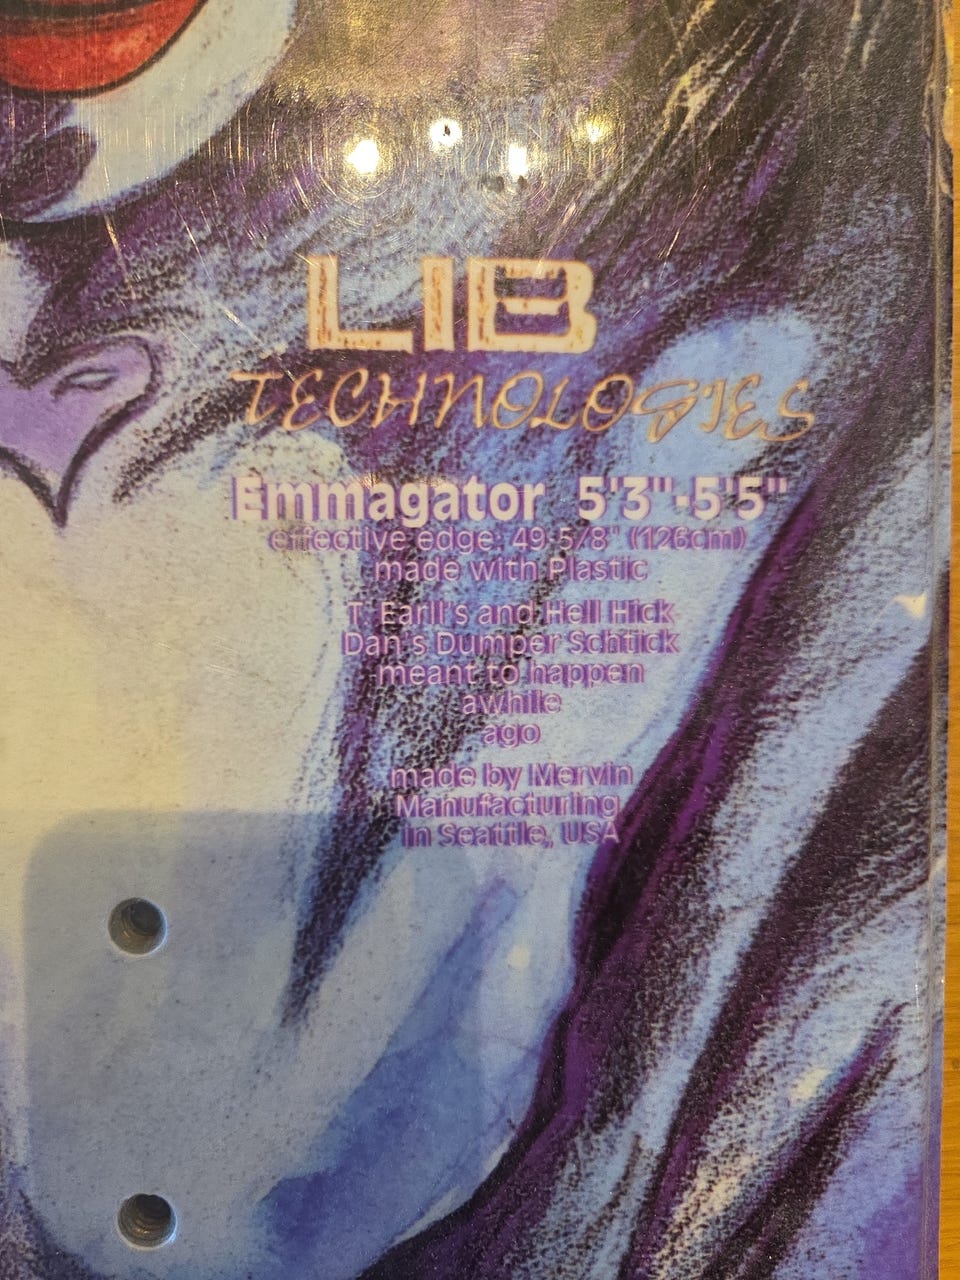 LIB
TECHNOLOGIES
Emmagator 5'3"-5'5"
effective edge: 49 5/8" (126cm)
made with Plastic
T. Earll's and Hell Hick
Dan's Dumper Schtick
meant to happen
awhile
ago
made by Mervin
Manufacturing
in Seattle, USA